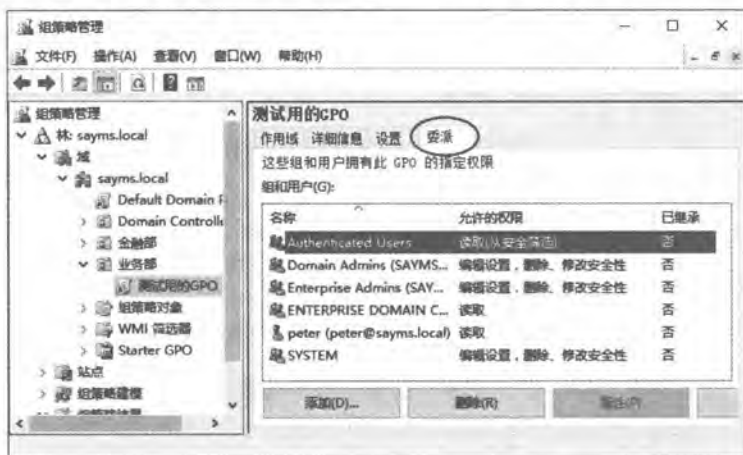 组策略管理
文件(F) 操作(A) 查看(V) 窗口(W) 帮助(H)
组策略管理
林: sayms.local
域
sayms.local
Default Domain P
Domain Controlle
金融部
业务部
测试用的GPO
组策略对象
WMI 筛选器
Starter GPO
站点
组策略建模
测试用的GPO
作用域 详细信息 设置 委派
这些组和用户拥有此 GPO 的指定权限
组和用户(G):
名称 允许的权限 已继承
Authenticated Users 读取(从安全筛选) 否
Domain Admins (SAYMS... 编辑设置，删除、修改安全性 否
Enterprise Admins (SAY... 编辑设置，删除、修改安全性 否
ENTERPRISE DOMAIN C... 读取 否
peter (peter@sayms.local) 读取 否
SYSTEM 编辑设置，删除、修改安全性 否
添加(D)... 删除(R)